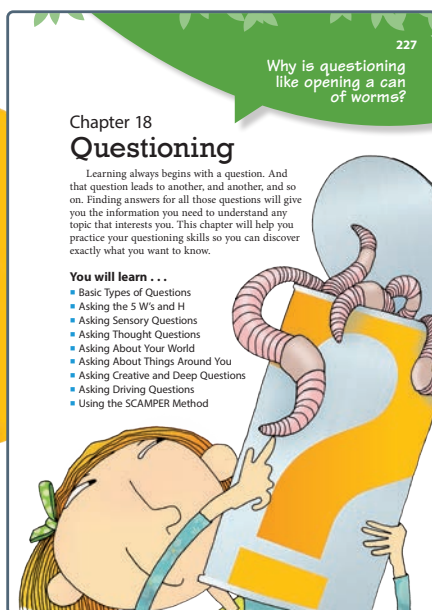 227
Why is questioning
like opening a can
of worms?
Chapter 18
Questioning
Learning always begins with a question. And
that question leads to another, and another, and so
on. Finding answers for all those questions will give
you the information you need to understand any
topic that interests you. This chapter will help you
practice your questioning skills so you can discover
exactly what you want to know.
You will learn . . .
■ Basic Types of Questions
■ Asking the 5 W's and H
■ Asking Sensory Questions
■ Asking Thought Questions
■ Asking About Your World
■ Asking About Things Around You
■ Asking Creative and Deep Questions
■ Asking Driving Questions
■ Using the SCAMPER Method
?